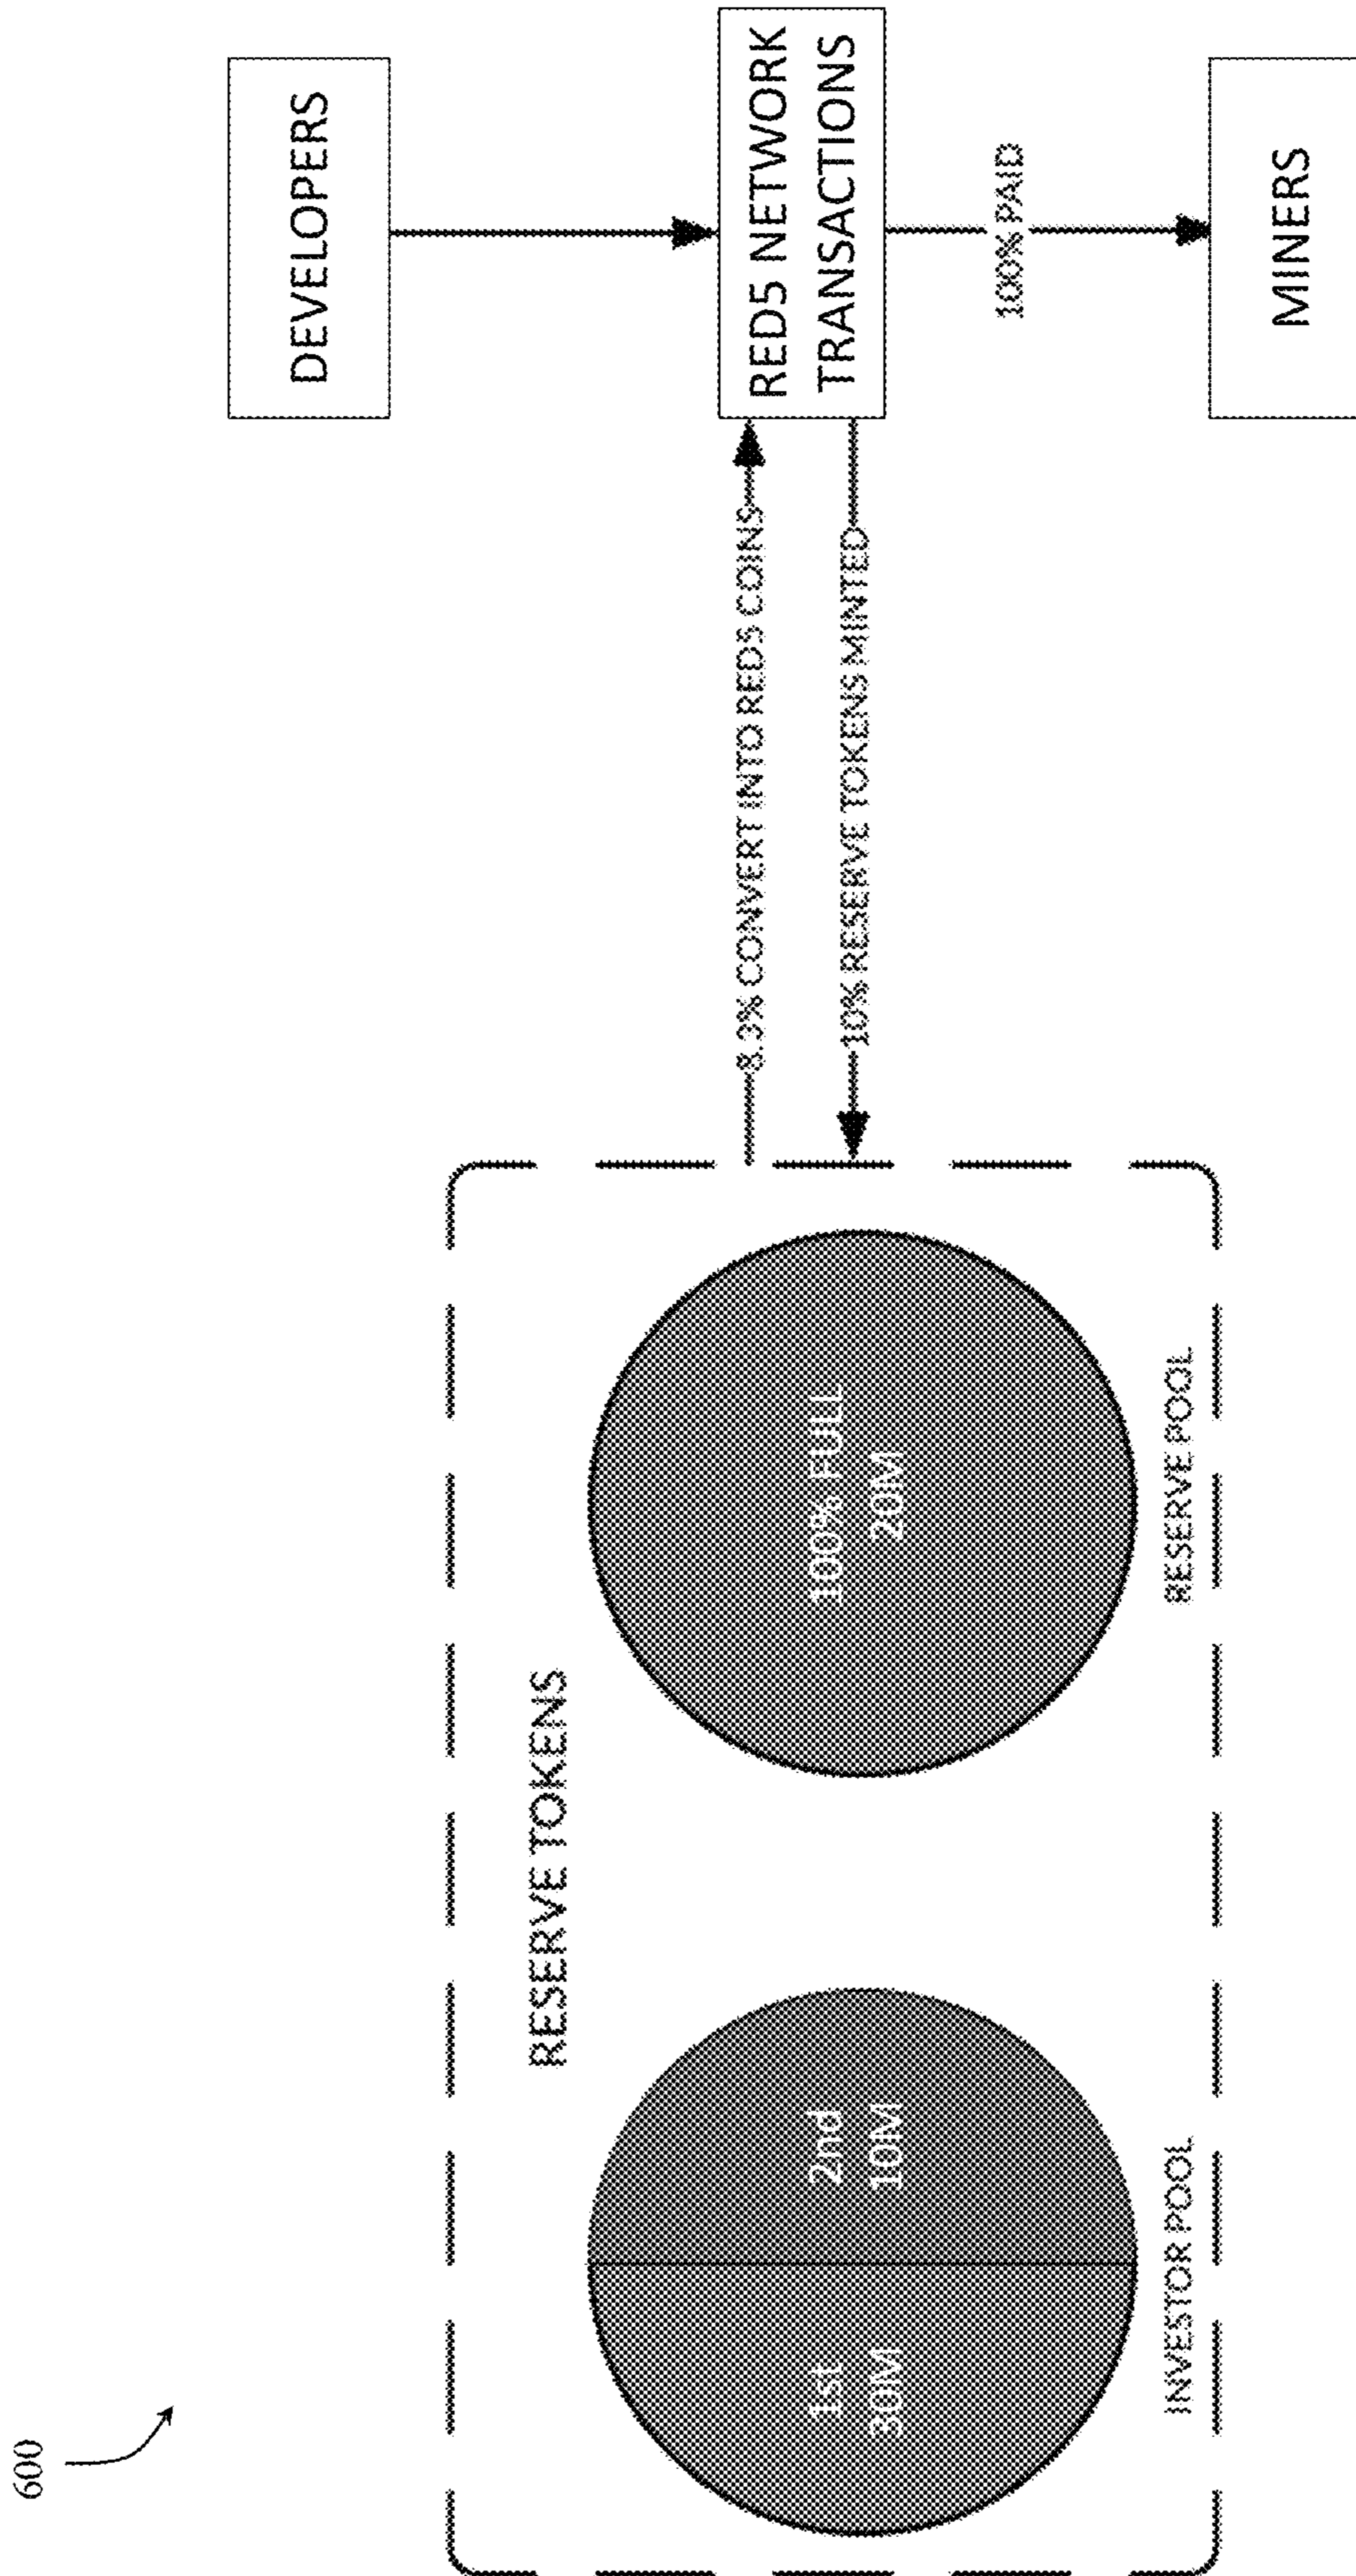 600
DEVELOPERS
RESERVE TOKENS
1st
30M
2nd
10M
INVESTOR POOL
100% FULL
20M
RESERVE POOL
8.3% CONVERT INTO RED5 COINS
10% RESERVE TOKENS MINTED
RED5 NETWORK
TRANSACTIONS
100% PAID
MINERS